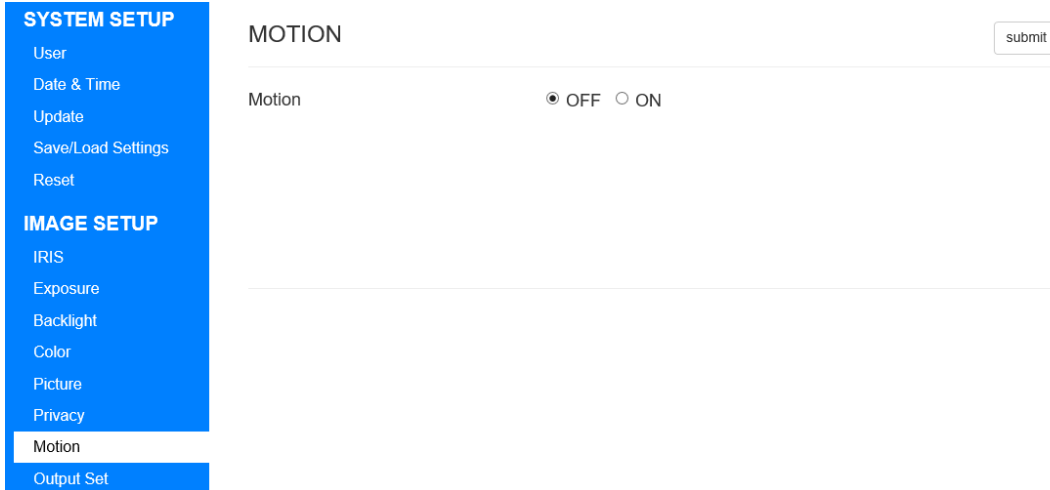 SYSTEM SETUP
User
Date & Time
Update
Save/Load Settings
Reset
IMAGE SETUP
IRIS
Exposure
Backlight
Color
Picture
Privacy
Motion
Output Set
MOTION
submit
Motion
OFF ON